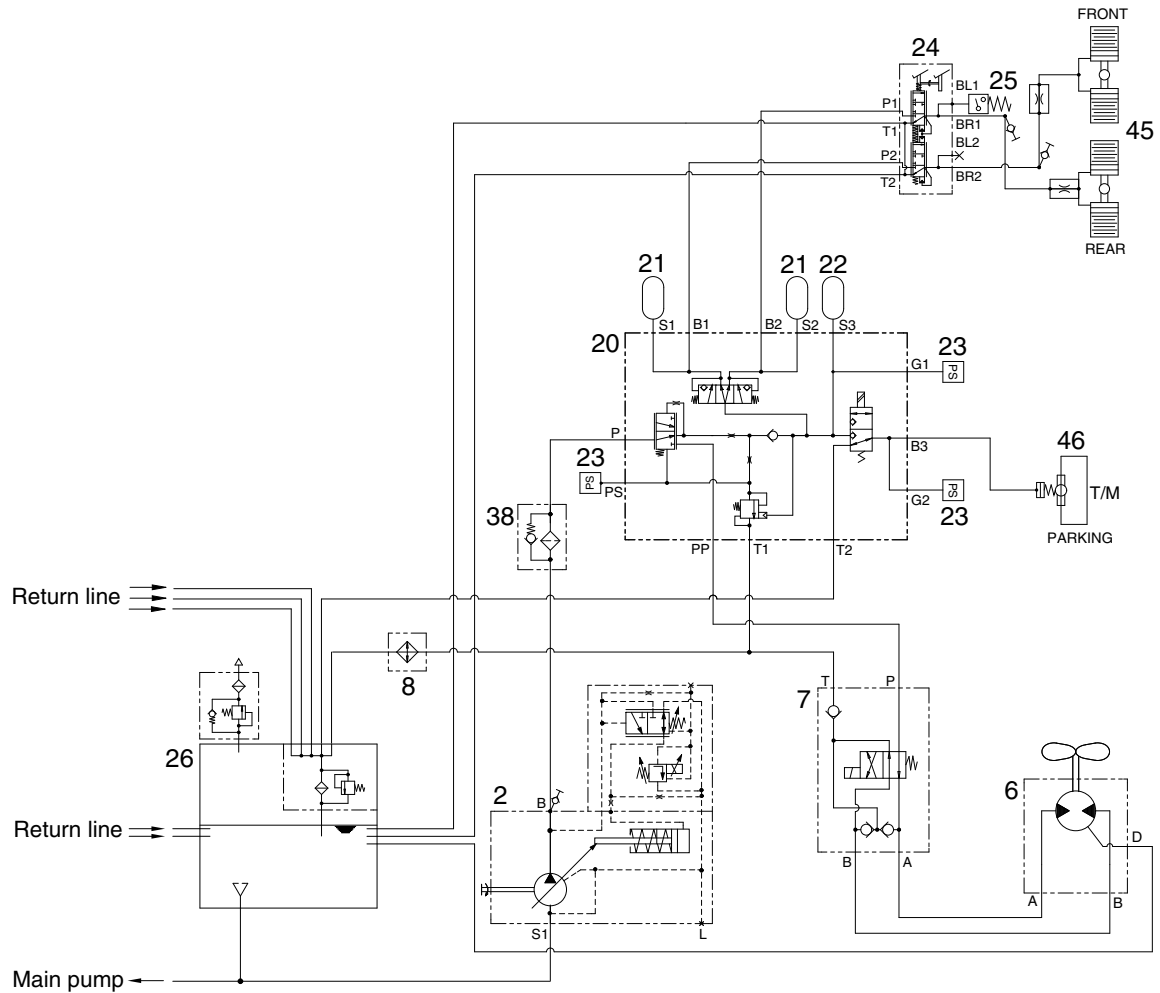 FRONT
24
BL1
25
P1
T1
BR1
BL2
45
P2
T2
BR2
REAR
21
21
22
S1
B1
B2
S2
S3
20
G1
23
PS
P
B3
46
23
PS
PS
G2
PS
23
T/M
PARKING
38
PP
T1
T2
Return line
8
T
P
7
26
2
B
6
Return line
D
B
A
A
B
S1
L
Main pump